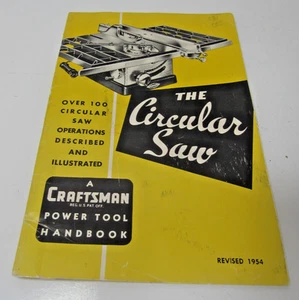 THE
Circular
Saw
OVER 100
CIRCULAR
SAW
OPERATIONS
DESCRIBED
AND
ILLUSTRATED
A
CRAFTSMAN
REG. U.S. PAT. OFF.
POWER TOOL
HANDBOOK
REVISED 1954